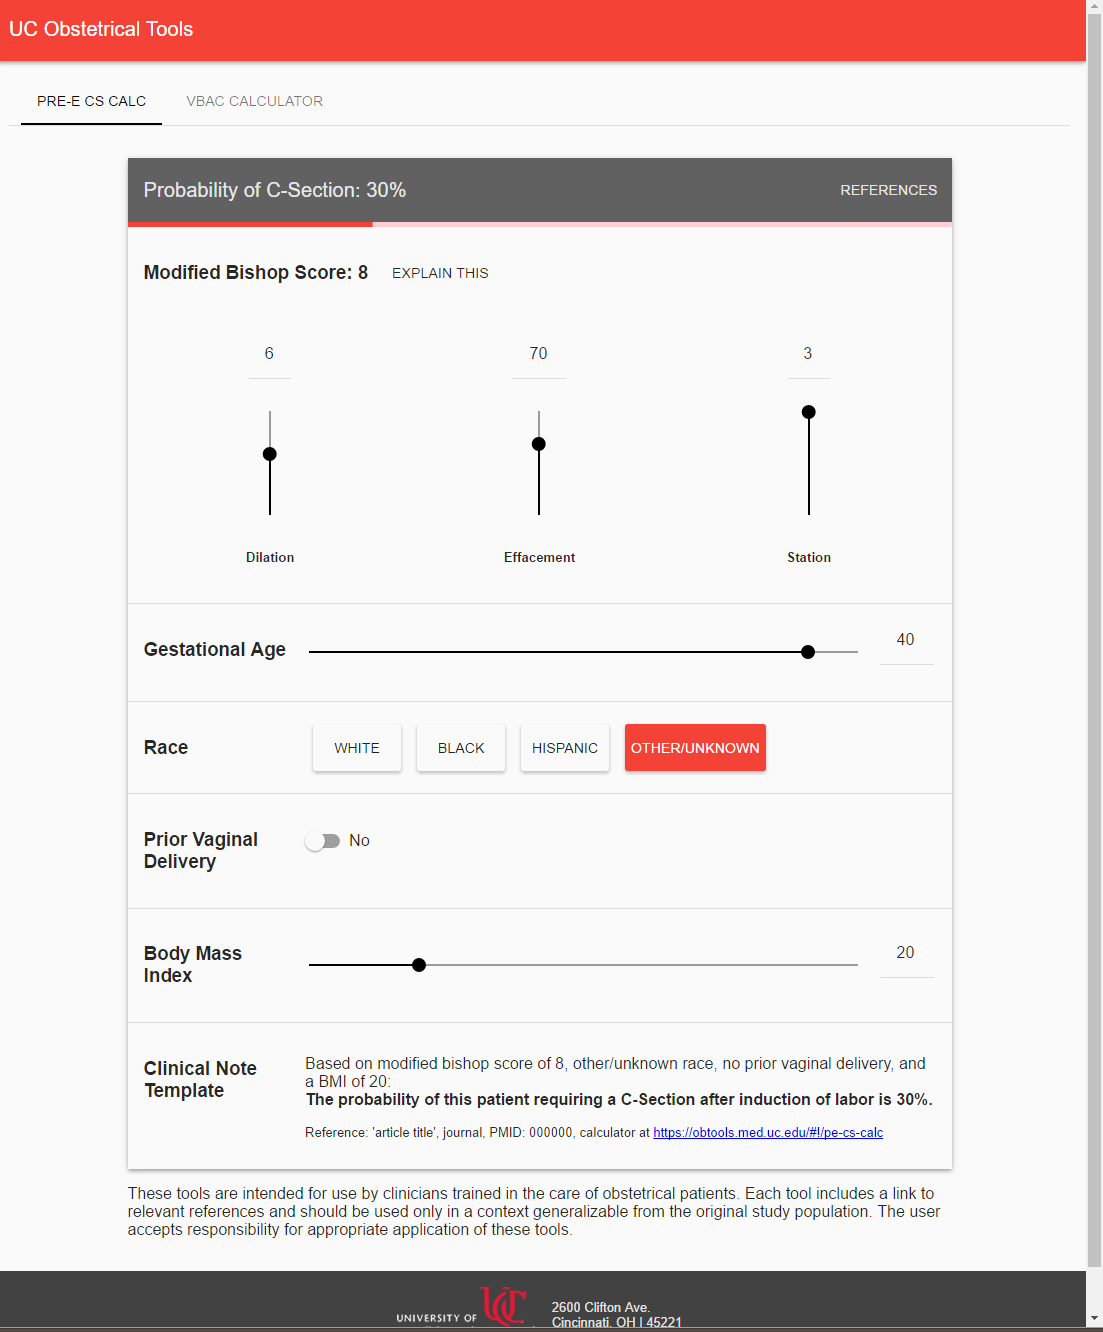 UC Obstetrical Tools
PRE-E CS CALC
VBAC CALCULATOR
Probability of C-Section: 30%
REFERENCES
Modified Bishop Score: 8
EXPLAIN THIS
6
70
3
Dilation
Effacement
Station
Gestational Age
40
Race
WHITE
BLACK
HISPANIC
OTHER/UNKNOWN
Prior Vaginal
Delivery
No
Body Mass
Index
20
Clinical Note
Template
Based on modified bishop score of 8, other/unknown race, no prior vaginal delivery, and
a BMI of 20:
The probability of this patient requiring a C-Section after induction of labor is 30%.
Reference: 'article title', journal, PMID: 000000, calculator at https://obtools.med.uc.edu/#!/pe-cs-calc
These tools are intended for use by clinicians trained in the care of obstetrical patients. Each tool includes a link to
relevant references and should be used only in a context generalizable from the original study population. The user
accepts responsibility for appropriate application of these tools.
UNIVERSITY OF
UC
2600 Clifton Ave.
Cincinnati, OH | 45221